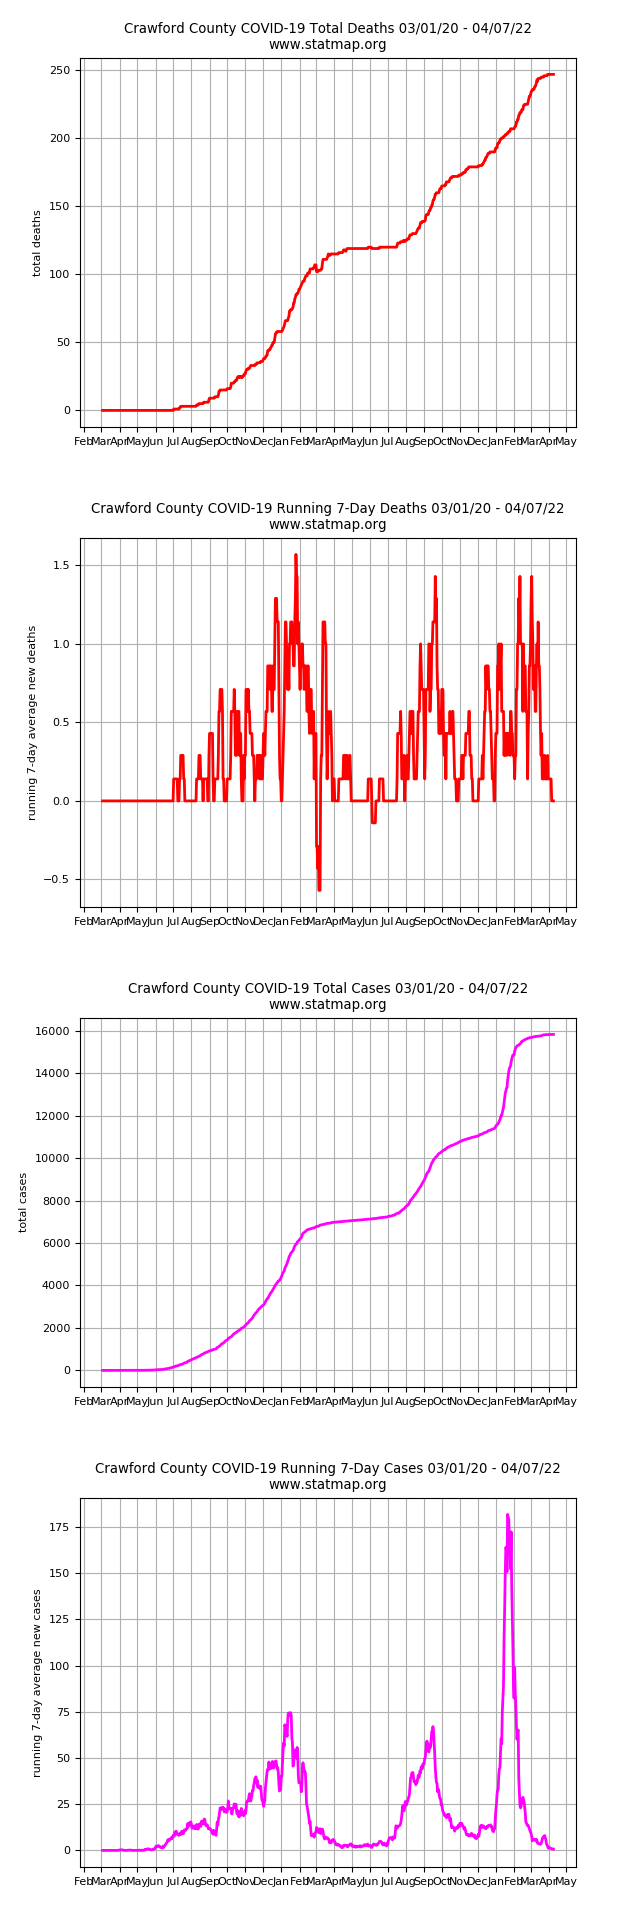 Crawford County COVID-19 Total Deaths 03/01/20 - 04/07/22
www.statmap.org
250
200
150
100
50
0
total deaths
Feb Mar Apr May Jun Jul Aug Sep Oct Nov Dec Jan Feb Mar Apr May Jun Jul Aug Sep Oct Nov Dec Jan Feb Mar Apr May
Crawford County COVID-19 Running 7-Day Deaths 03/01/20 - 04/07/22
www.statmap.org
1.5
1.0
0.5
0.0
−0.5
running 7-day average new deaths
Feb Mar Apr May Jun Jul Aug Sep Oct Nov Dec Jan Feb Mar Apr May Jun Jul Aug Sep Oct Nov Dec Jan Feb Mar Apr May
Crawford County COVID-19 Total Cases 03/01/20 - 04/07/22
www.statmap.org
16000
14000
12000
10000
8000
6000
4000
2000
0
total cases
Feb Mar Apr May Jun Jul Aug Sep Oct Nov Dec Jan Feb Mar Apr May Jun Jul Aug Sep Oct Nov Dec Jan Feb Mar Apr May
Crawford County COVID-19 Running 7-Day Cases 03/01/20 - 04/07/22
www.statmap.org
175
150
125
100
75
50
25
0
running 7-day average new cases
Feb Mar Apr May Jun Jul Aug Sep Oct Nov Dec Jan Feb Mar Apr May Jun Jul Aug Sep Oct Nov Dec Jan Feb Mar Apr May